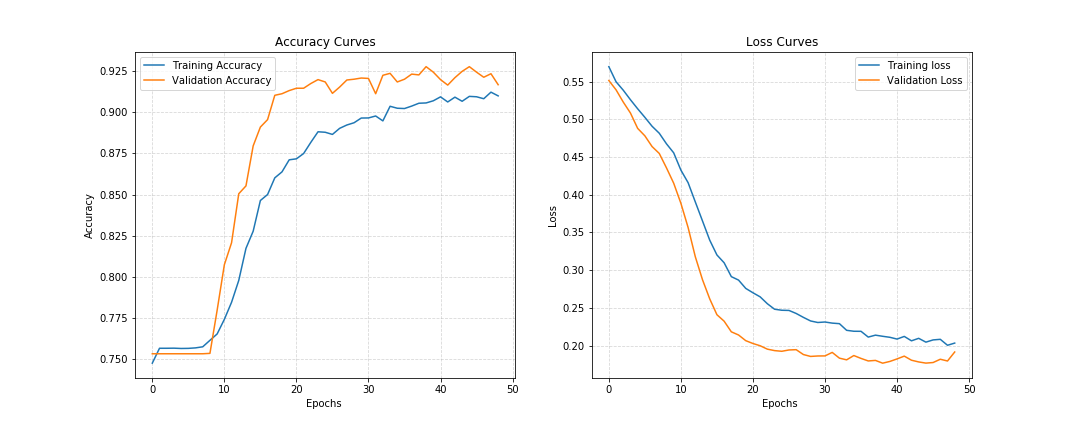 Accuracy Curves
Training Accuracy
Validation Accuracy
0.925
0.900
0.875
0.850
0.825
0.800
0.775
0.750
Accuracy
0
10
20
30
40
50
Epochs
Loss Curves
Training loss
Validation Loss
0.55
0.50
0.45
0.40
0.35
0.30
0.25
0.20
Loss
0
10
20
30
40
50
Epochs